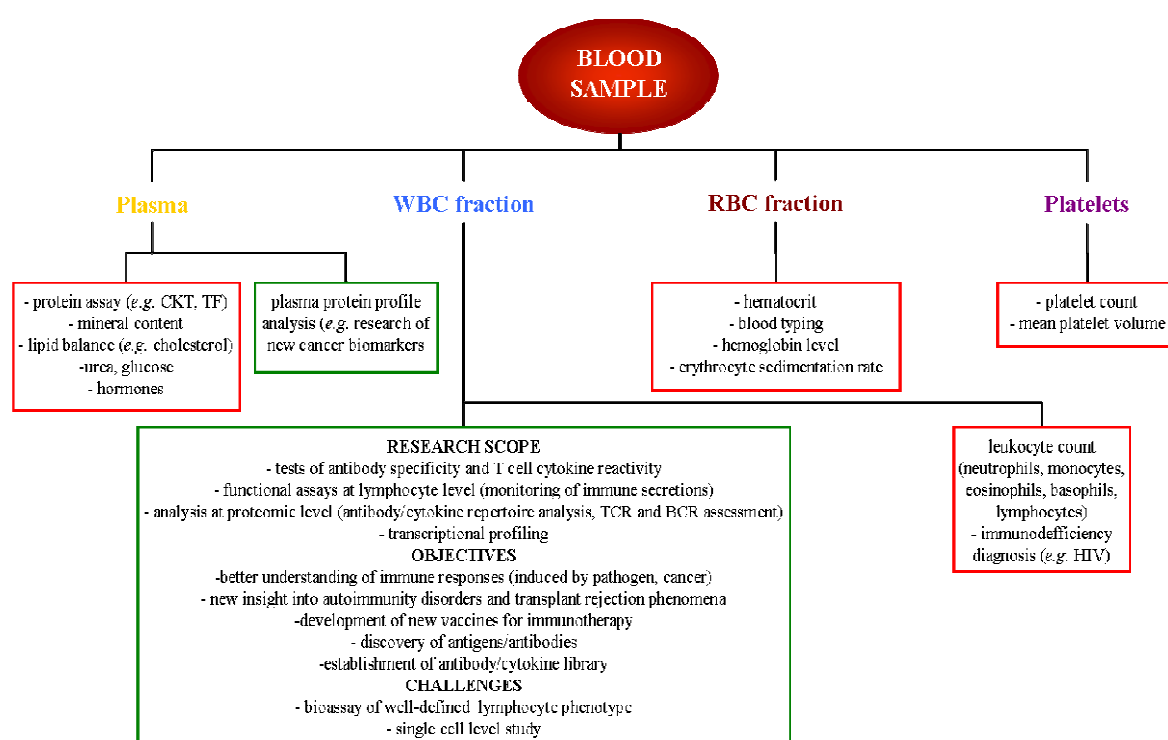 BLOOD
SAMPLE
Plasma
WBC fraction
RBC fraction
Platelets
- protein assay (e.g. CKT, TF)
- mineral content
- lipid balance (e.g. cholesterol)
-urea, glucose
- hormones
plasma protein profile
analysis (e.g. research of
new cancer biomarkers
- hematocrit
- blood typing
- hemoglobin level
- erythrocyte sedimentation rate
- platelet count
- mean platelet volume
RESEARCH SCOPE
- tests of antibody specificity and T cell cytokine reactivity
- functional assays at lymphocyte level (monitoring of immune secretions)
- analysis at proteomic level (antibody/cytokine repertoire analysis, TCR and BCR assessment)
- transcriptional profiling
OBJECTIVES
-better understanding of immune responses (induced by pathogen, cancer)
- new insight into autoimmunity disorders and transplant rejection phenomena
-development of new vaccines for immunotherapy
- discovery of antigens/antibodies
-establishment of antibody/cytokine library
CHALLENGES
- bioassay of well-defined lymphocyte phenotype
- single cell level study
leukocyte count
(neutrophils, monocytes,
eosinophils, basophils,
lymphocytes)
- immunodefficiency
diagnosis (e.g. HIV)